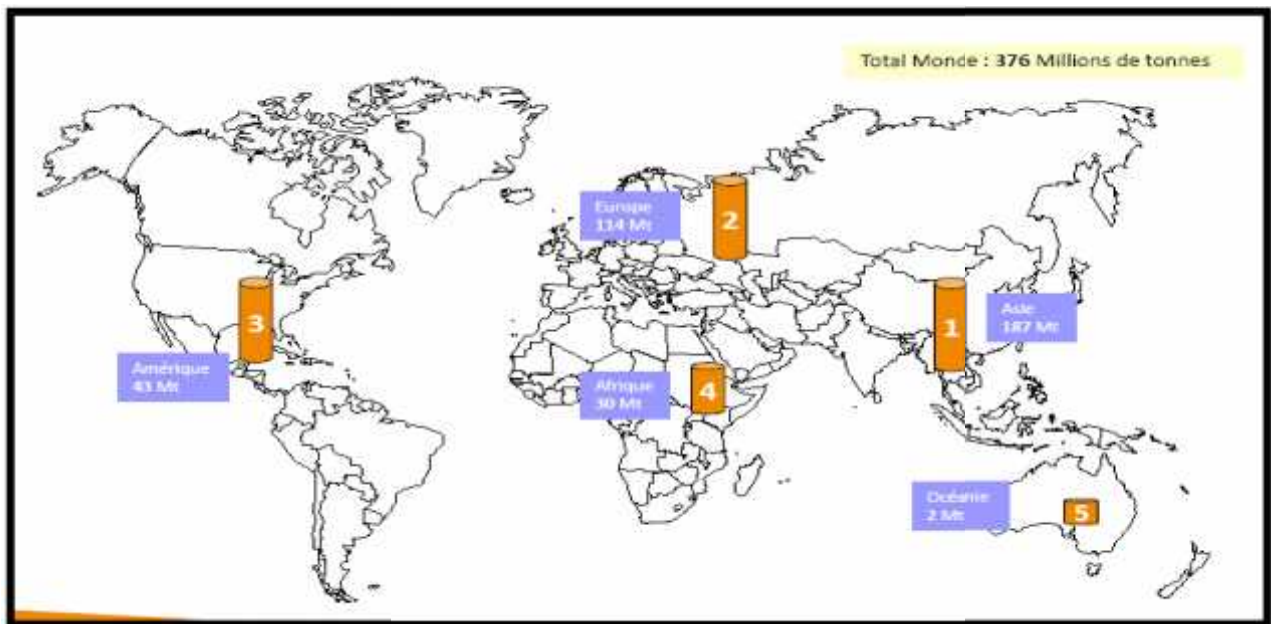 Total Monde : 376 Millions de tonnes
Europe
114 Mt
2
3
1
Asie
187 Mt
Amérique
43 Mt
Afrique
30 Mt
4
Océanie
2 Mt
5